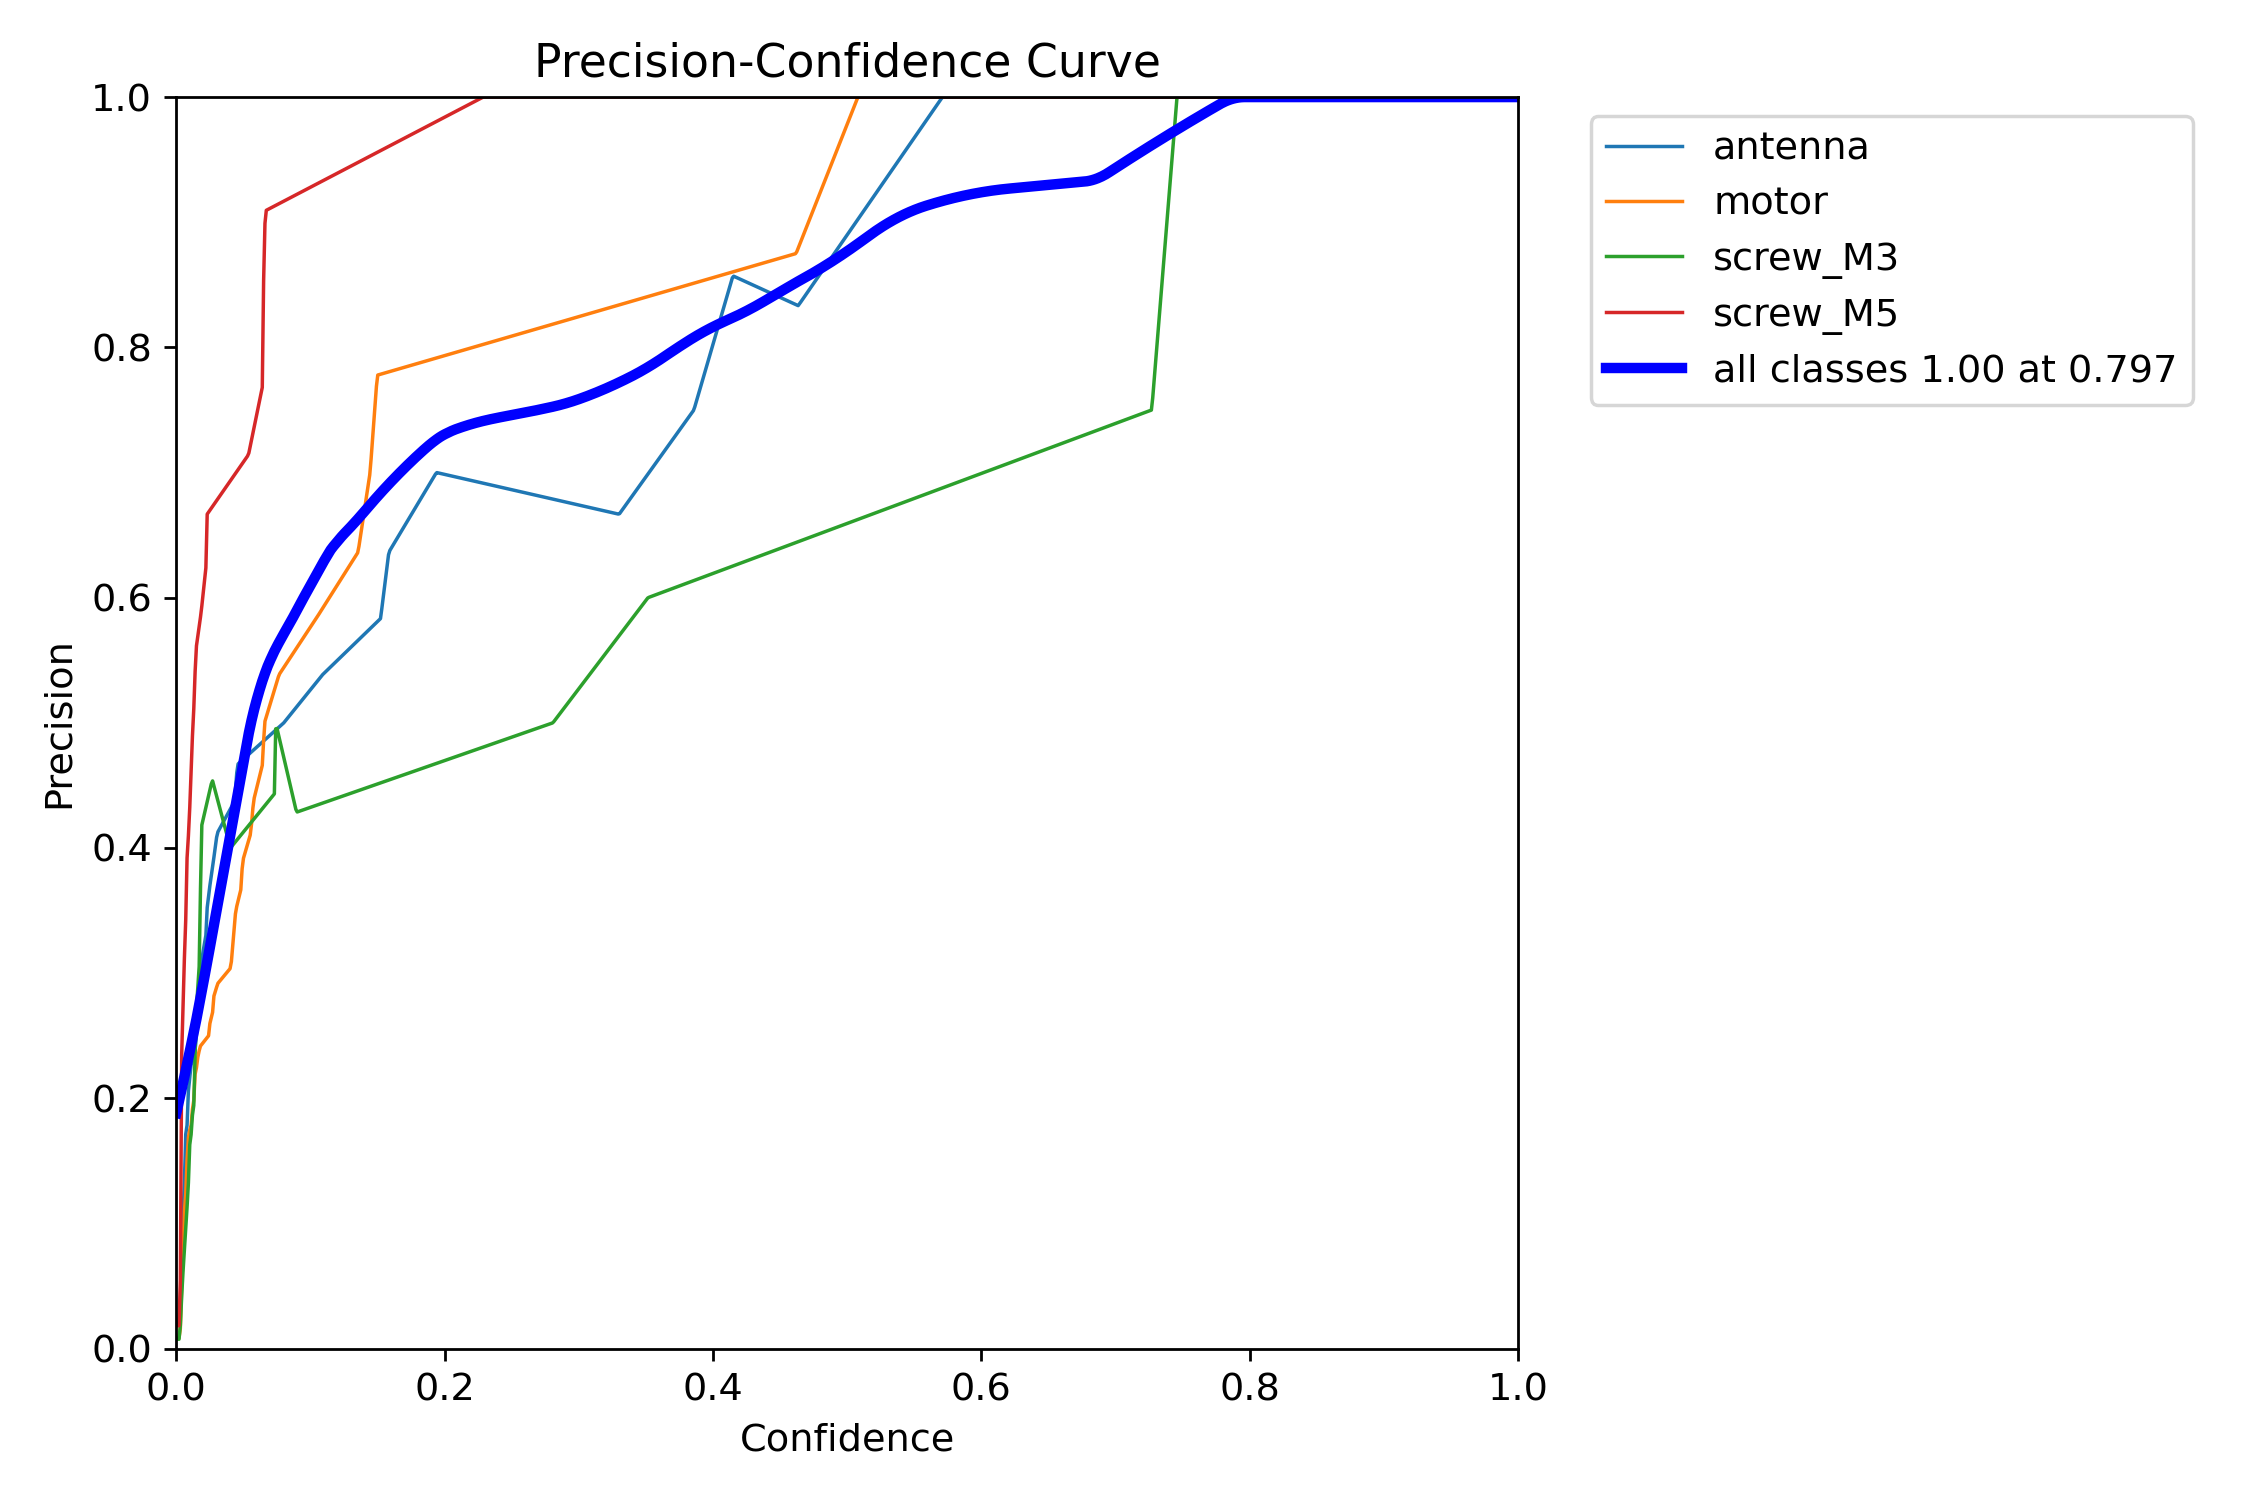 Precision-Confidence Curve
1.0
0.8
0.6
0.4
0.2
0.0
Precision
0.0 0.2 0.4 0.6 0.8 1.0
Confidence
antenna
motor
screw_M3
screw_M5
all classes 1.00 at 0.797